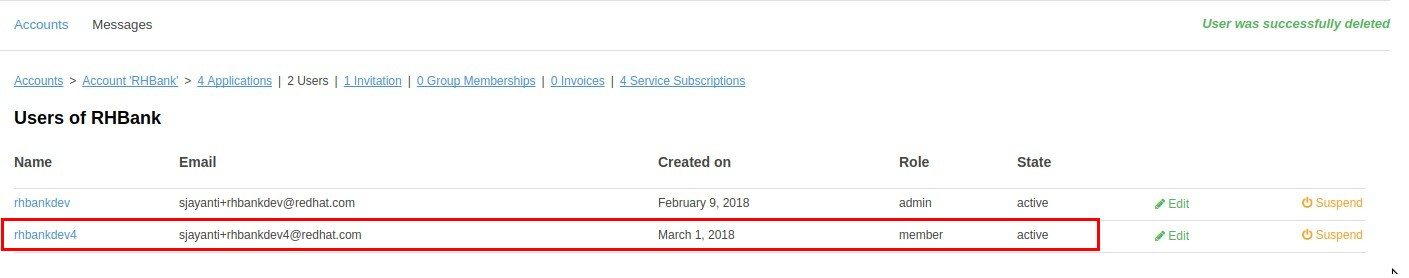 Accounts Messages User was successfully deleted
Accounts > Account 'RHBank' > 4 Applications | 2 Users | 1 Invitation | 0 Group Memberships | 0 Invoices | 4 Service Subscriptions
Users of RHBank
Name Email Created on Role State
rhbankdev sjayanti+rhbankdev@redhat.com February 9, 2018 admin active Edit Suspend
rhbankdev4 sjayanti+rhbankdev4@redhat.com March 1, 2018 member active Edit Suspend